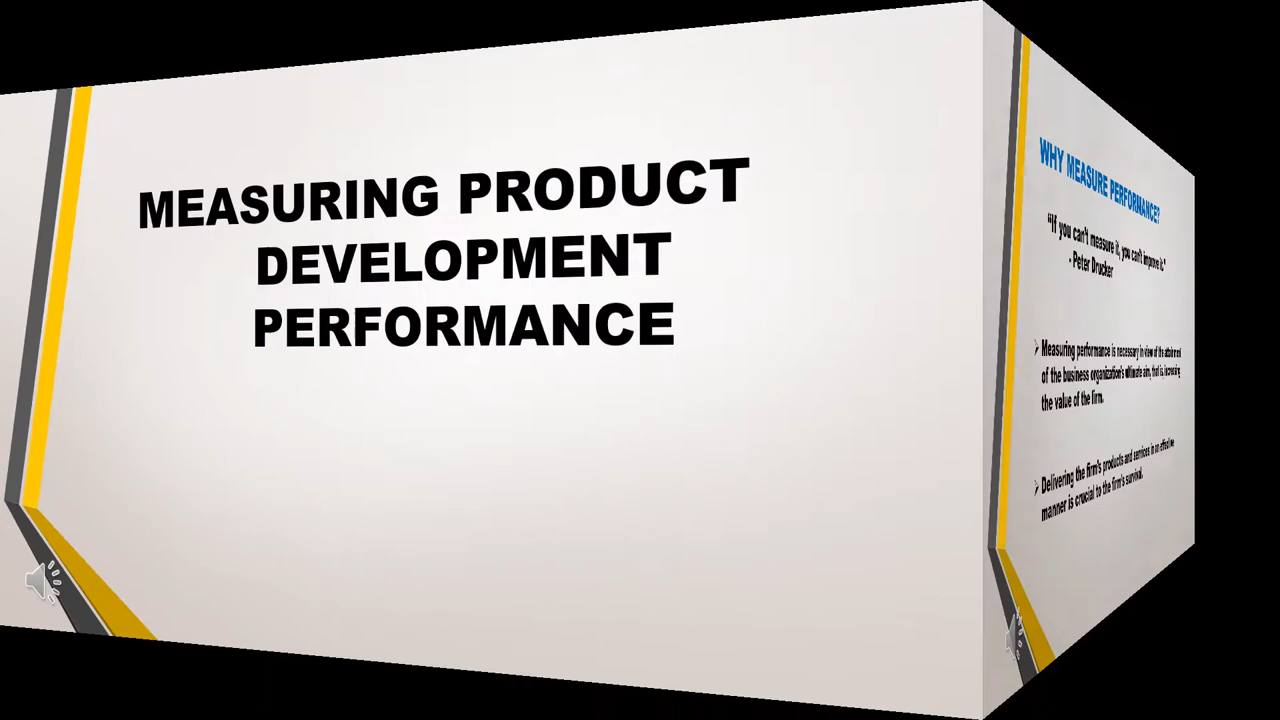 MEASURING PRODUCT
DEVELOPMENT
PERFORMANCE
WHY MEASURE PERFORMANCE?
"If you can't measure it, you can't improve it."
- Peter Drucker
➢ Measuring performance is necessary in view of the attainment
of the business organization's ultimate aim, that is, increasing
the value of the firm.
➢ Delivering the firm's products and services in an effective
manner is crucial to the firm's survival.